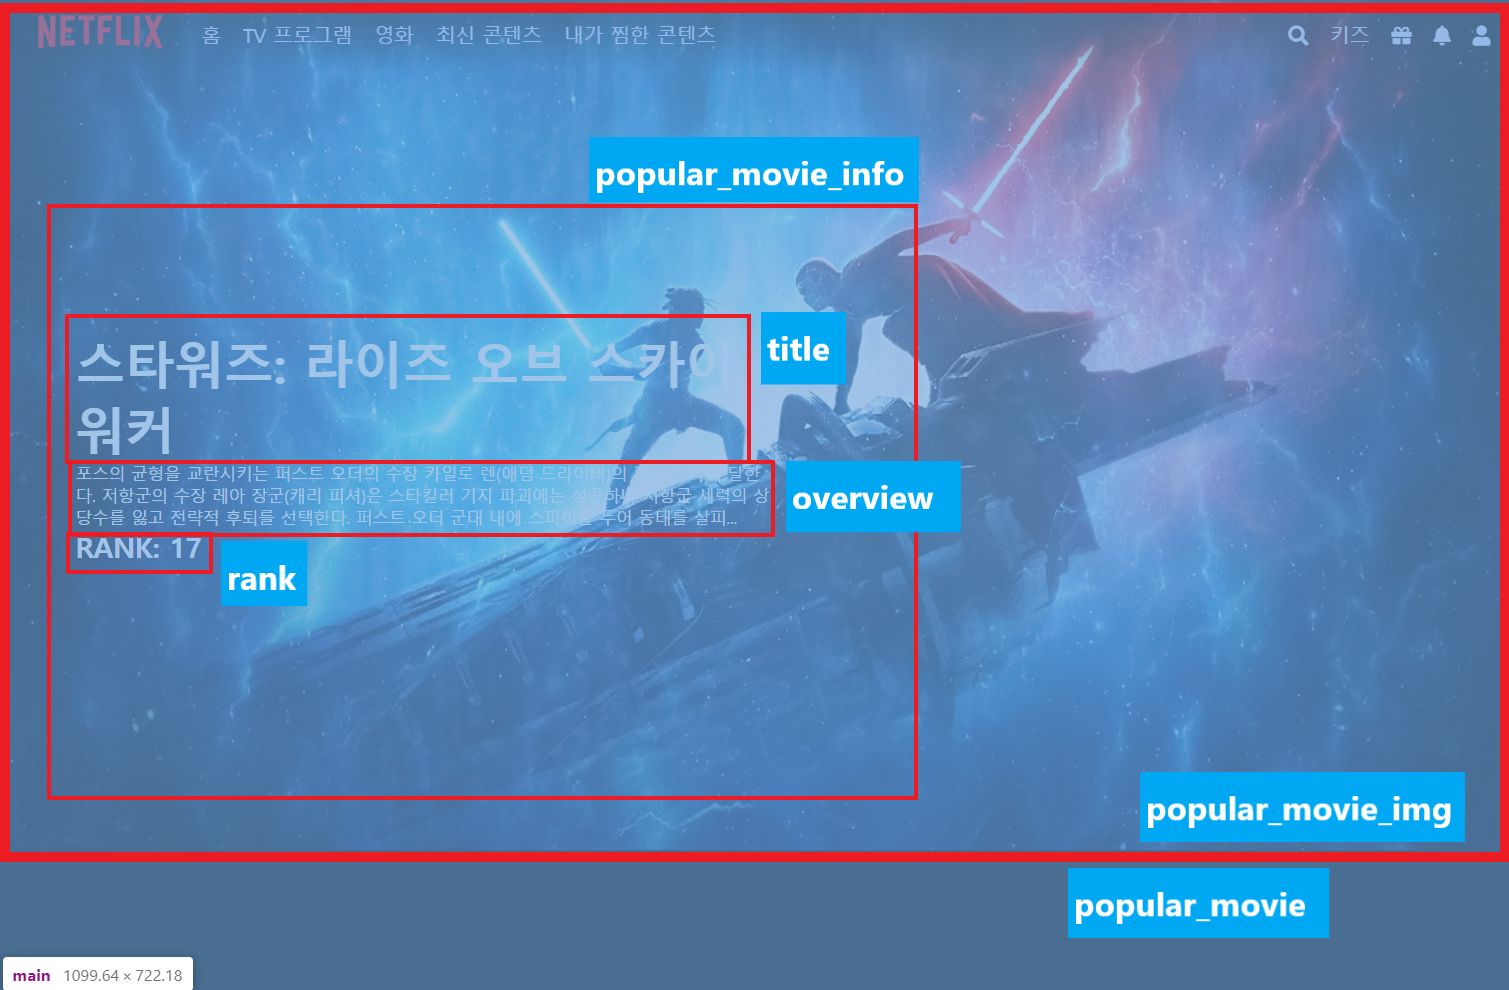 NETFLIX 홈 TV 프로그램 영화 최신 콘텐츠 내가 찜한 콘텐츠 키즈
popular_movie_info
title
스타워즈: 라이즈 오브 스카이
워커
포스의 균형을 교란시키는 퍼스트 오더의 수장 카일로 렌(애덤 드라이버)의 달한
다. 저항군의 수장 레아 장군(캐리 피셔)은 스타킬러 기지 파괴에는 성공하나 저항군 세력의 상
당수를 잃고 전략적 후퇴를 선택한다. 퍼스트 오더 군대 내에 스파이를 두어 동태를 살피...
overview
RANK: 17
rank
popular_movie_img
popular_movie
main 1099.64 × 722.18